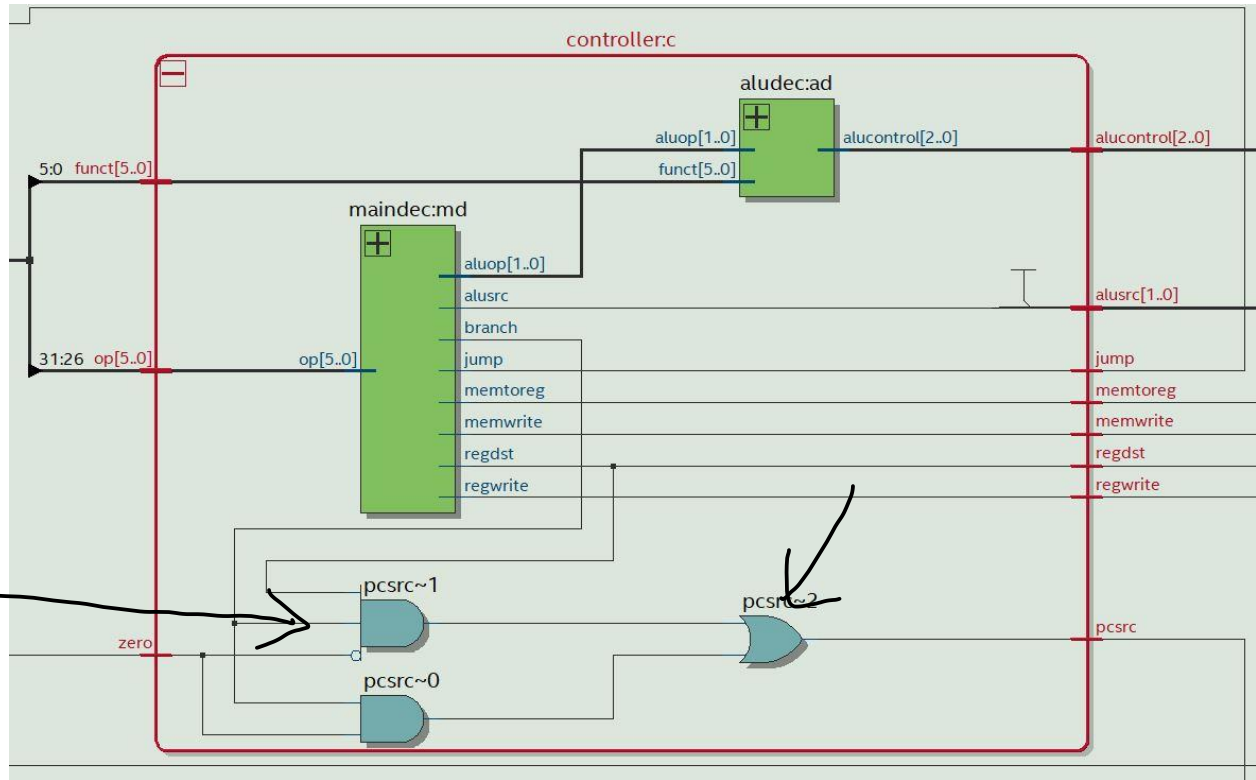 controller:c
aludec:ad
aluop[1..0]
alucontrol[2..0]
alucontrol[2..0]
5:0 funct[5..0]
funct[5..0]
maindec:md
aluop[1..0]
alusrc
alusrc[1..0]
branch
31:26 op[5..0]
op[5..0]
jump
jump
memtoreg
memtoreg
memwrite
memwrite
regdst
regdst
regwrite
regwrite
pcsrc~1
pcsrc~2
zero
pcsrc
pcsrc~0